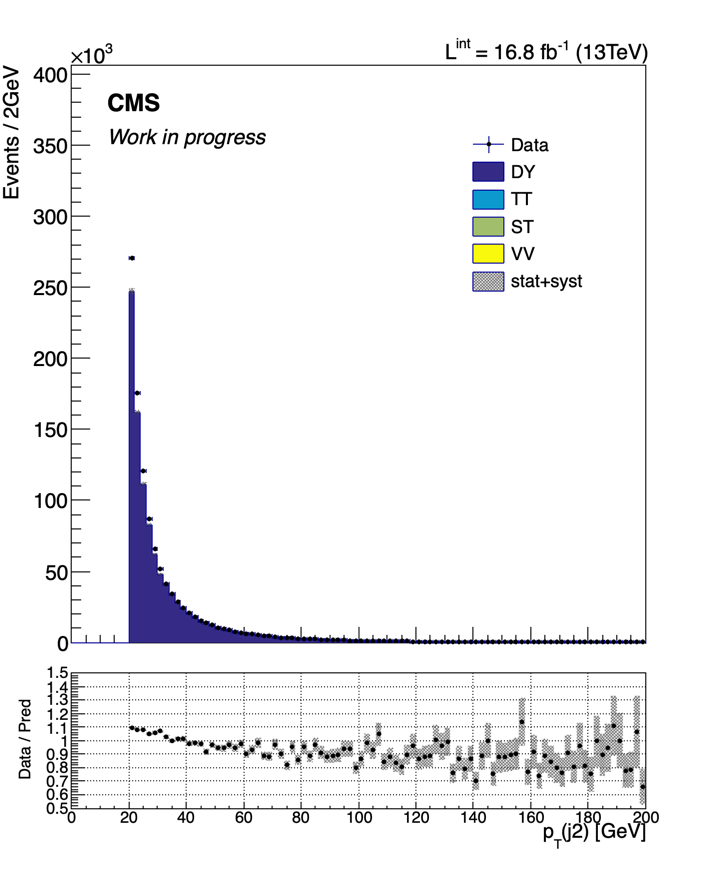 ×10³
L^int = 16.8 fb⁻¹ (13TeV)
Events / 2GeV
400
350
300
250
200
150
100
50
0
CMS
Work in progress
Data
DY
TT
ST
VV
stat+syst
Data / Pred
1.5
1.4
1.3
1.2
1.1
1
0.9
0.8
0.7
0.6
0.5
0 20 40 60 80 100 120 140 160 180 200
p_T(j2) [GeV]